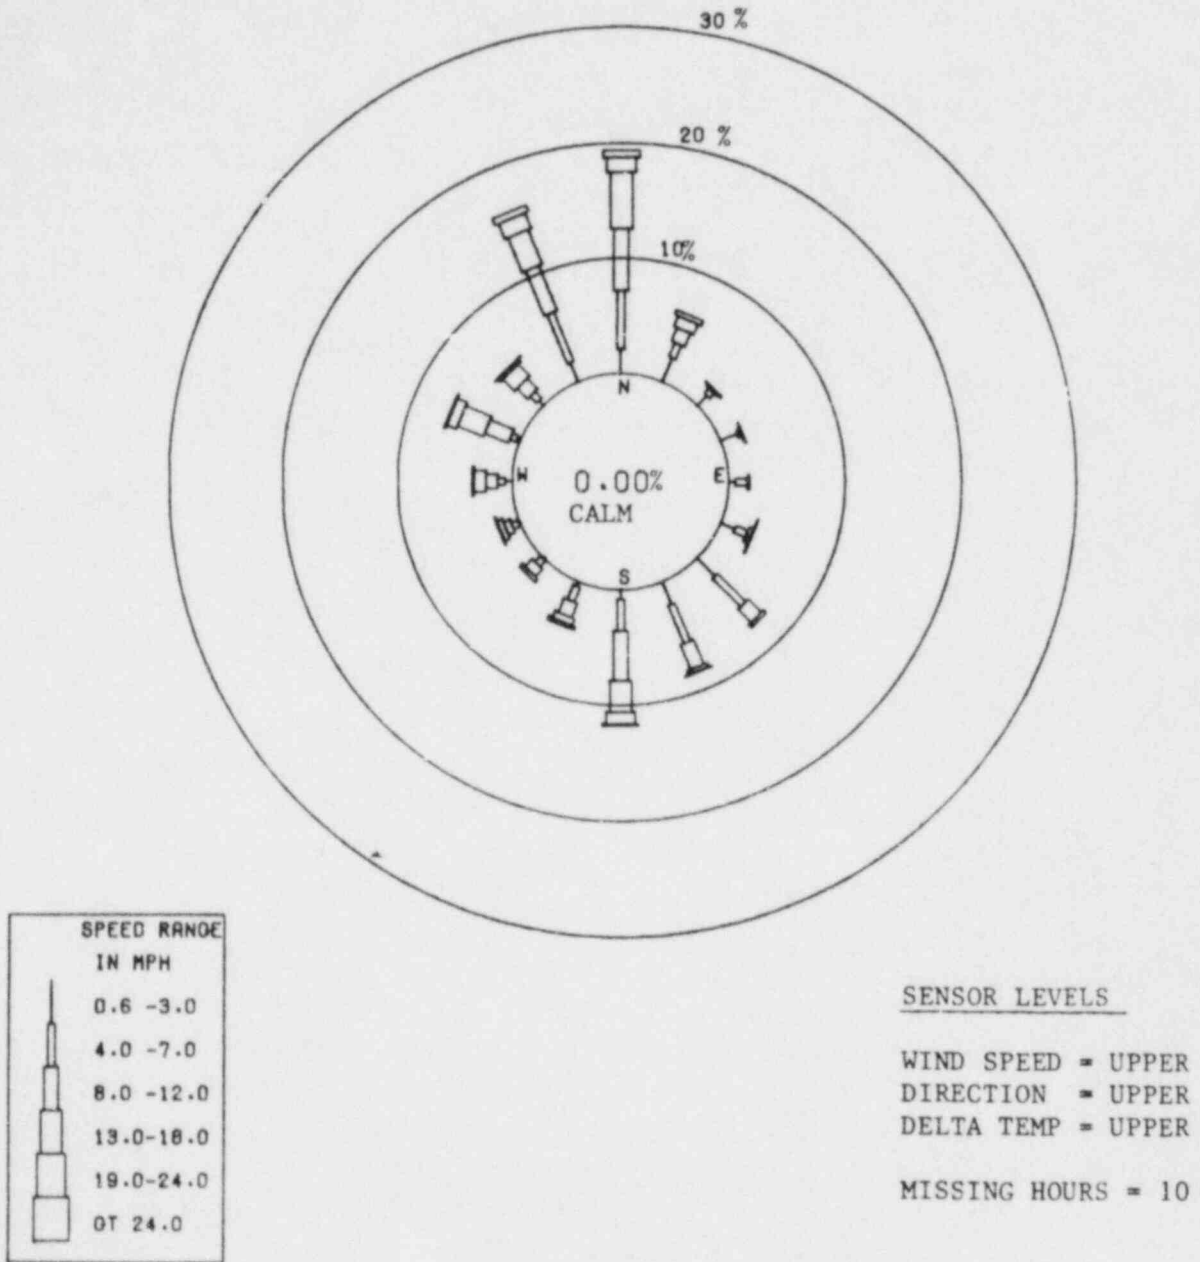 30 %
20 %
10%
N
W
0.00%
E
CALM
S
SPEED RANGE
IN MPH
0.6 -3.0
4.0 -7.0
8.0 -12.0
13.0-18.0
19.0-24.0
GT 24.0
SENSOR LEVELS
WIND SPEED = UPPER
DIRECTION = UPPER
DELTA TEMP = UPPER
MISSING HOURS = 10